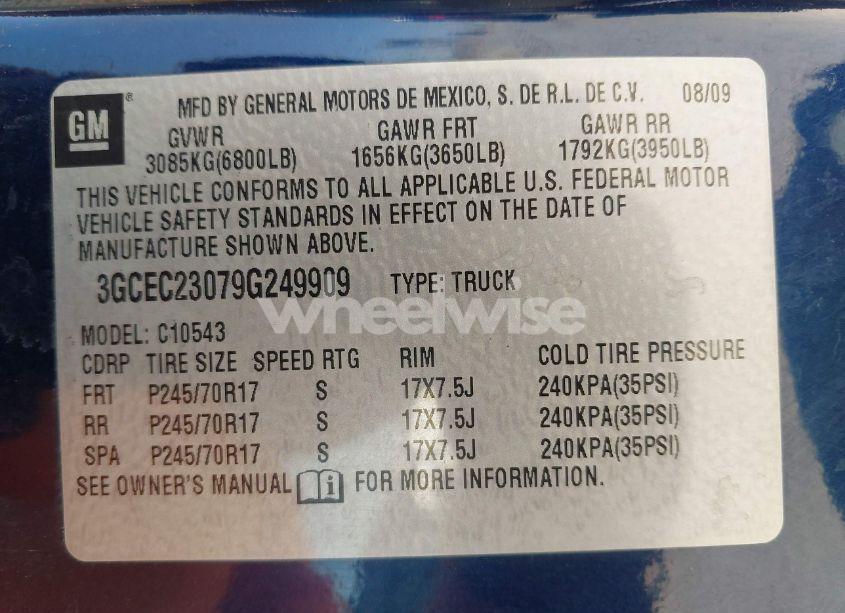 GM ® MFD BY GENERAL MOTORS DE MEXICO, S. DE R.L. DE C.V. 08/09
GVWR GAWR FRT GAWR RR
3085KG(6800LB) 1656KG(3650LB) 1792KG(3950LB)
THIS VEHICLE CONFORMS TO ALL APPLICABLE U.S. FEDERAL MOTOR
VEHICLE SAFETY STANDARDS IN EFFECT ON THE DATE OF
MANUFACTURE SHOWN ABOVE.
3GCEC23079G249909 TYPE: TRUCK
wheelwise
MODEL: C10543
CDRP TIRE SIZE SPEED RTG RIM COLD TIRE PRESSURE
FRT P245/70R17 S 17X7.5J 240KPA(35PSI)
RR P245/70R17 S 17X7.5J 240KPA(35PSI)
SPA P245/70R17 S 17X7.5J 240KPA(35PSI)
SEE OWNER'S MANUAL i FOR MORE INFORMATION.